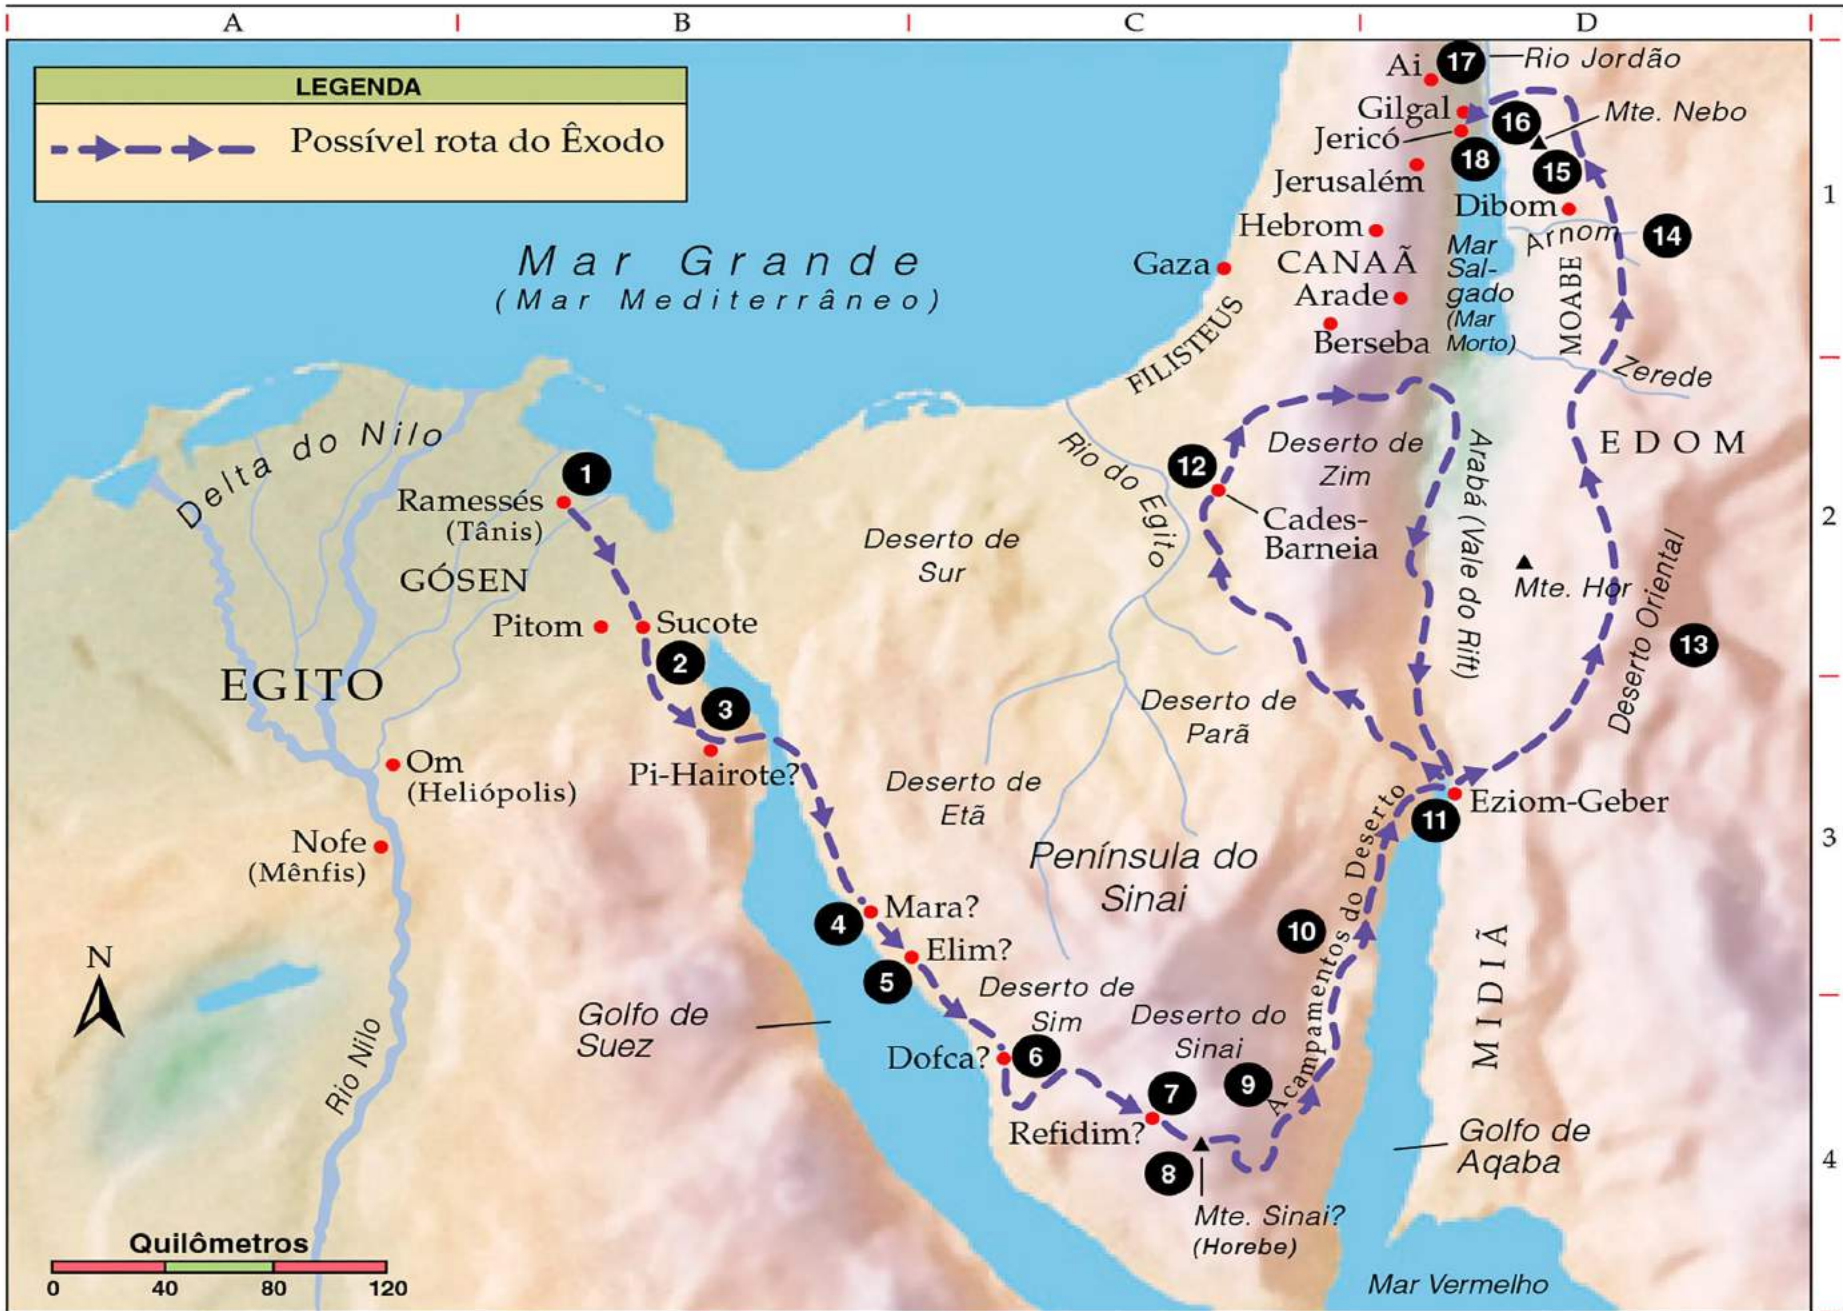 A B C D
LEGENDA
Possível rota do Êxodo
Ai
17
Rio Jordão
Gilgal
16
Mte. Nebo
Jericó
18
15
Jerusalém
1
Dibom
Hebrom
Arnom
14
Mar Grande
(Mar Mediterrâneo)
Gaza
CANAÃ
Mar
Sal-
gado
(Mar
Morto)
MOABE
Arade
Berseba
FILISTEUS
Zerede
Delta do Nilo
1
Ramessés
(Tânis)
GÓSEN
Pitom
Sucote
2
3
EGITO
Pi-Hairote?
Om
(Heliópolis)
Nofe
(Mênfis)
Rio do Egito
12
Deserto de
Zim
Cades-
Barneia
Arabá (Vale do Rift)
EDOM
2
Deserto de
Sur
Mte. Hor
Deserto Oriental
13
Deserto de
Parã
Deserto de
Etã
Eziom-Geber
11
3
Península do
Sinai
Mara?
4
Elim?
5
10
Acampamentos do Deserto
MIDIÃ
N
Rio Nilo
Golfo de
Suez
Deserto de
Sim
Deserto do
Sinai
Dofca?
6
7
9
Refidim?
8
Mte. Sinai?
(Horebe)
Golfo de
Aqaba
4
Quilômetros
0 40 80 120
Mar Vermelho